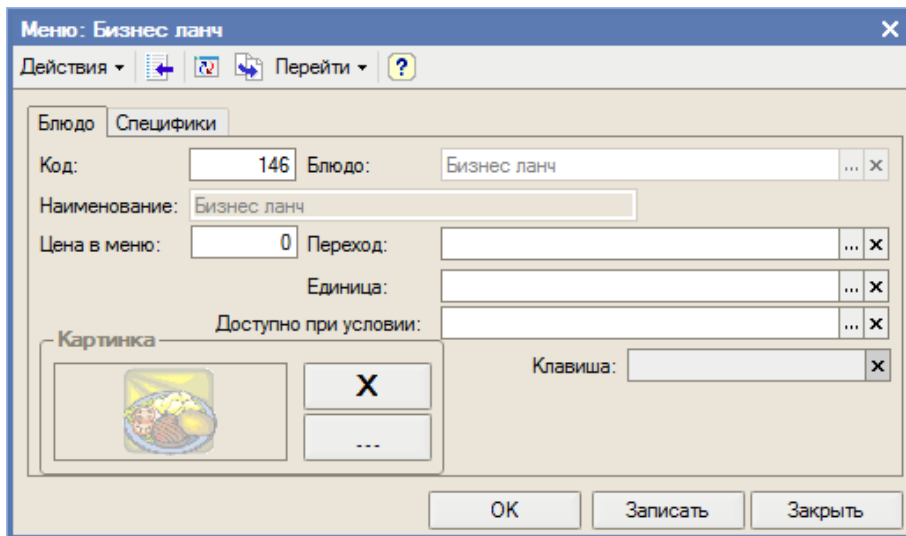 Меню: Бизнес ланч
Действия Перейти ?
Блюдо Специфики
Код: 146 Блюдо: Бизнес ланч ... x
Наименование: Бизнес ланч
Цена в меню: 0 Переход: ... x
Единица: ... x
Доступно при условии: ... x
Картинка
Клавиша: x
X
...
OK Записать Закрыть